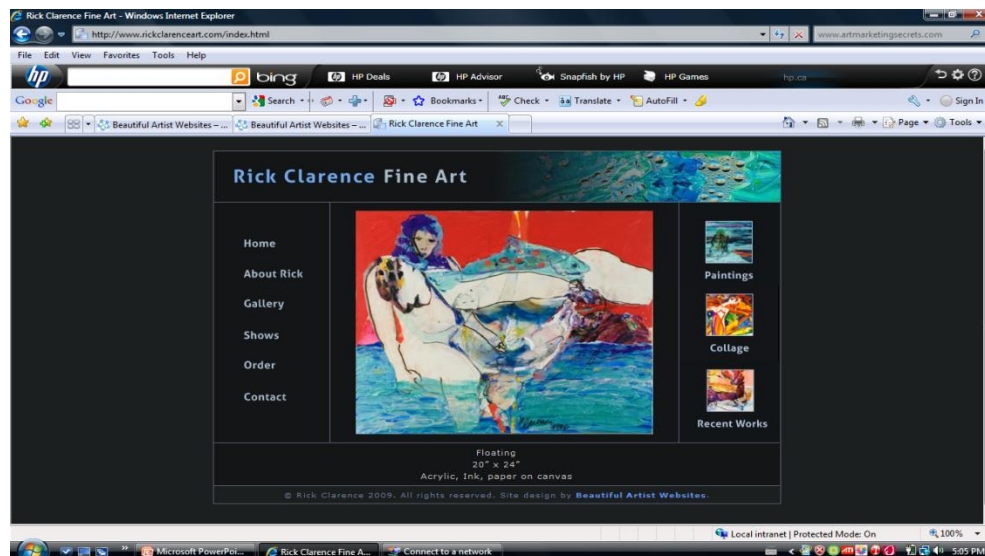 Rick Clarence Fine Art - Windows Internet Explorer
http://www.rickclarenceart.com/index.html
www.artmarketingsecrets.com
File Edit View Favorites Tools Help
hp bing HP Deals HP Advisor Snapfish by HP HP Games hp.ca
Google Search Bookmarks ABC Check Translate AutoFill Sign In
Beautiful Artist Websites – ... Beautiful Artist Websites – ... Rick Clarence Fine Art Page Tools
Rick Clarence Fine Art
Home
About Rick
Gallery
Shows
Order
Contact
Paintings
Collage
Recent Works
Floating
20" x 24"
Acrylic, Ink, paper on canvas
© Rick Clarence 2009. All rights reserved. Site design by Beautiful Artist Websites.
Local intranet | Protected Mode: On 100%
Microsoft PowerPoi... Rick Clarence Fine A... Connect to a network 5:05 PM